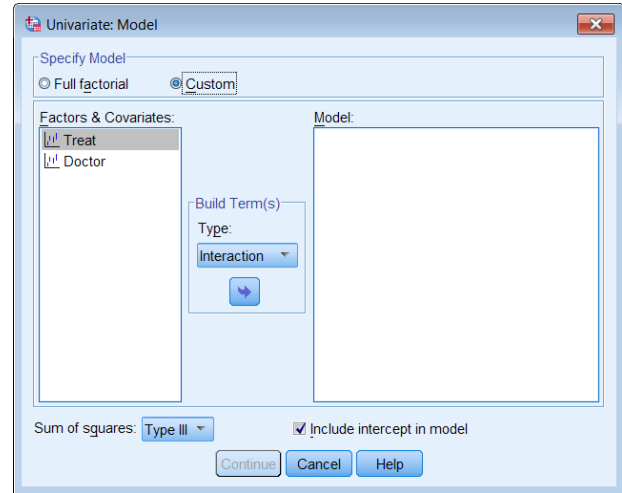 Univariate: Model
Specify Model
Full factorial Custom
Factors & Covariates:
Treat
Doctor
Build Term(s)
Type:
Interaction
Model:
Sum of squares: Type III Include intercept in model
Continue Cancel Help